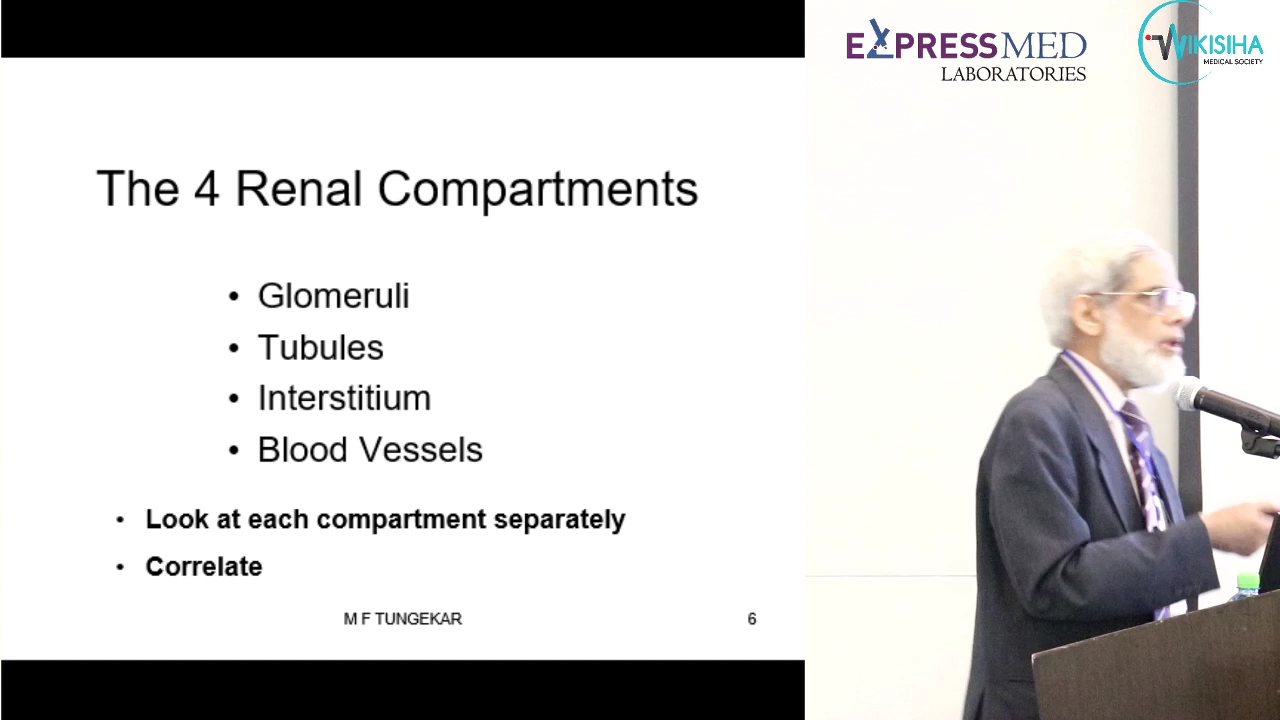 The 4 Renal Compartments
• Glomeruli
• Tubules
• Interstitium
• Blood Vessels
• Look at each compartment separately
• Correlate
M F TUNGEKAR
6
EXPRESSMED
LABORATORIES
WIKISIHA
MEDICAL SOCIETY